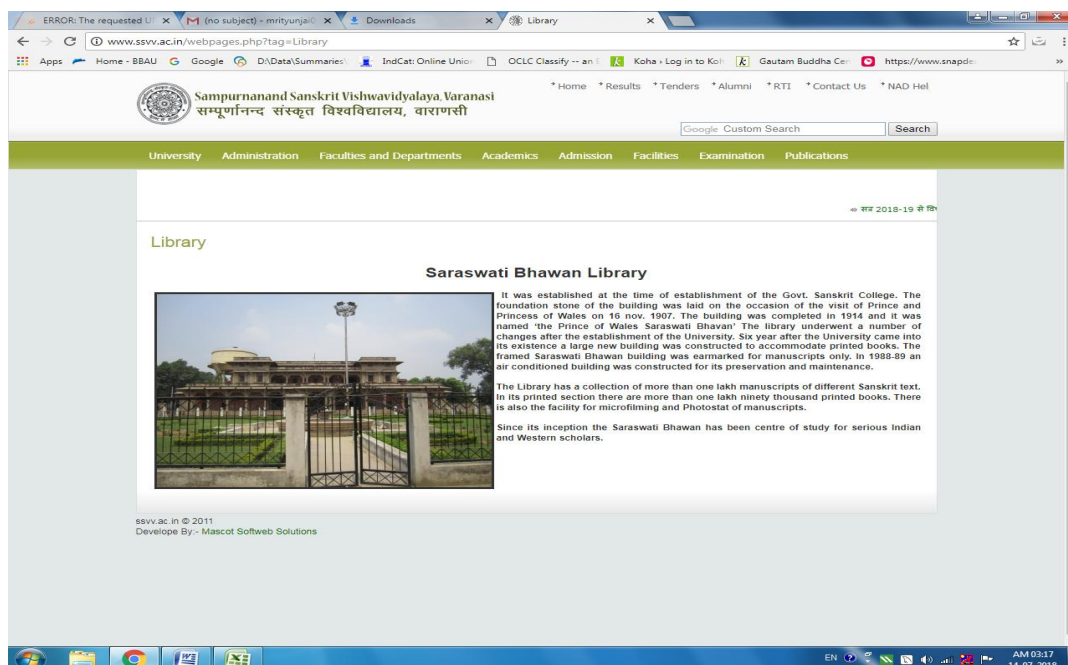 ERROR: The requested U
M (no subject) - mrityunjai
Downloads
Library
www.ssvv.ac.in/webpages.php?tag=Library
Apps Home - BBAU G Google D:\Data\Summaries\ IndCat: Online Union OCLC Classify -- an E k Koha › Log in to Koh k Gautam Buddha Cen https://www.snapde »
Sampurnanand Sanskrit Vishwavidyalaya, Varanasi
सम्पूर्णानन्द संस्कृत विश्वविद्यालय, वाराणसी
Home Results Tenders Alumni RTI Contact Us NAD Hel
Google Custom Search Search
University Administration Faculties and Departments Academics Admission Facilities Examination Publications
सत्र 2018-19 से
Library
Saraswati Bhawan Library
It was established at the time of establishment of the Govt. Sanskrit College. The
foundation stone of the building was laid on the occasion of the visit of Prince and
Princess of Wales on 16 nov. 1907. The building was completed in 1914 and it was
named 'the Prince of Wales Saraswati Bhavan' The library underwent a number of
changes after the establishment of the University. Six year after the University came into
its existence a large new building was constructed to accommodate printed books. The
framed Saraswati Bhawan building was earmarked for manuscripts only. In 1988-89 an
air conditioned building was constructed for its preservation and maintenance.
The Library has a collection of more than one lakh manuscripts of different Sanskrit text.
In its printed section there are more than one lakh ninety thousand printed books. There
is also the facility for microfilming and Photostat of manuscripts.
Since its inception the Saraswati Bhawan has been centre of study for serious Indian
and Western scholars.
ssvv.ac.in © 2011
Develope By:- Mascot Softweb Solutions
EN AM 03:17
14-07-2018